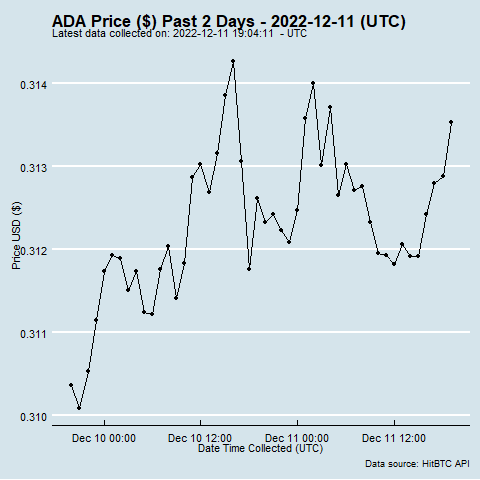 ADA Price ($) Past 2 Days - 2022-12-11 (UTC)
Latest data collected on: 2022-12-11 19:04:11 - UTC
0.314
0.313
0.312
0.311
0.310
Price USD ($)
Dec 10 00:00 Dec 10 12:00 Dec 11 00:00 Dec 11 12:00
Date Time Collected (UTC)
Data source: HitBTC API